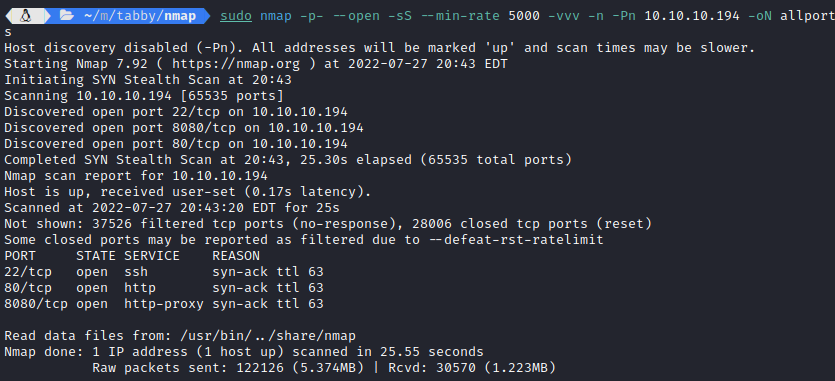 ~/m/tabby/nmap sudo nmap -p- --open -sS --min-rate 5000 -vvv -n -Pn 10.10.10.194 -oN allport
s
Host discovery disabled (-Pn). All addresses will be marked 'up' and scan times may be slower.
Starting Nmap 7.92 ( https://nmap.org ) at 2022-07-27 20:43 EDT
Initiating SYN Stealth Scan at 20:43
Scanning 10.10.10.194 [65535 ports]
Discovered open port 22/tcp on 10.10.10.194
Discovered open port 8080/tcp on 10.10.10.194
Discovered open port 80/tcp on 10.10.10.194
Completed SYN Stealth Scan at 20:43, 25.30s elapsed (65535 total ports)
Nmap scan report for 10.10.10.194
Host is up, received user-set (0.17s latency).
Scanned at 2022-07-27 20:43:20 EDT for 25s
Not shown: 37526 filtered tcp ports (no-response), 28006 closed tcp ports (reset)
Some closed ports may be reported as filtered due to --defeat-rst-ratelimit
PORT STATE SERVICE REASON
22/tcp open ssh syn-ack ttl 63
80/tcp open http syn-ack ttl 63
8080/tcp open http-proxy syn-ack ttl 63
Read data files from: /usr/bin/../share/nmap
Nmap done: 1 IP address (1 host up) scanned in 25.55 seconds
Raw packets sent: 122126 (5.374MB) | Rcvd: 30570 (1.223MB)